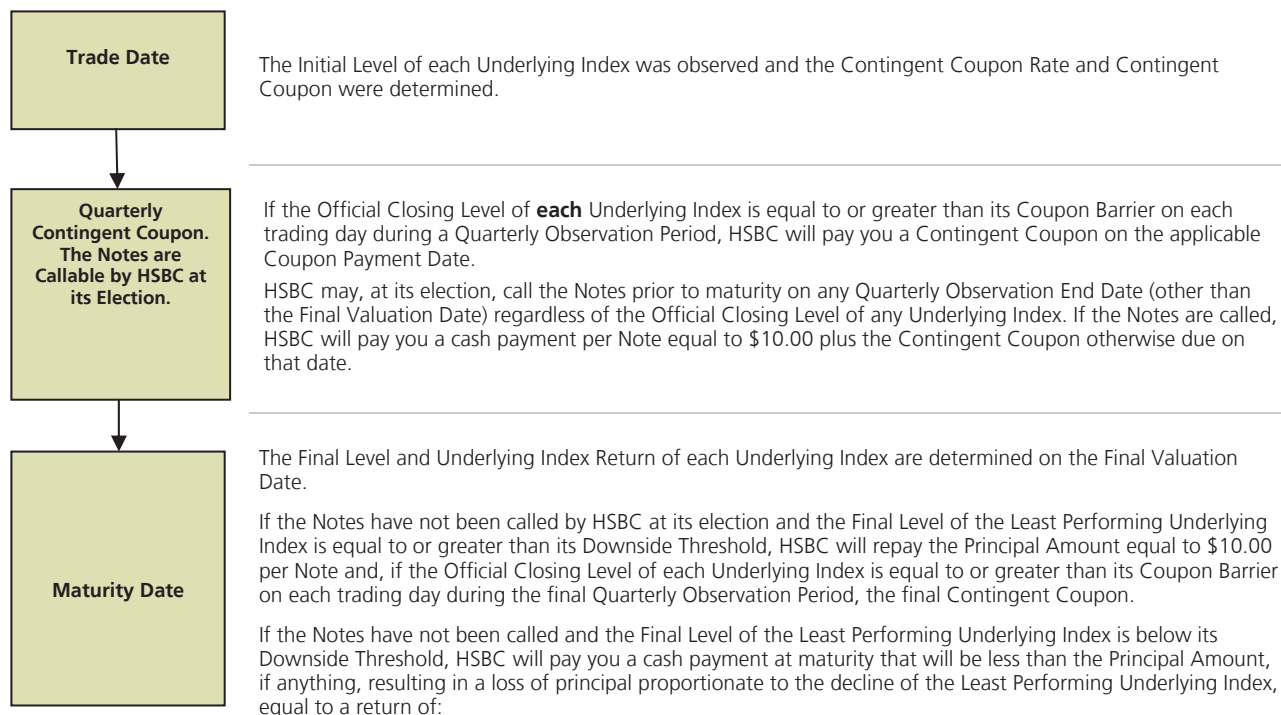 Trade Date
The Initial Level of each Underlying Index was observed and the Contingent Coupon Rate and Contingent
Coupon were determined.
Quarterly
Contingent Coupon.
The Notes are
Callable by HSBC at
its Election.
If the Official Closing Level of each Underlying Index is equal to or greater than its Coupon Barrier on each
trading day during a Quarterly Observation Period, HSBC will pay you a Contingent Coupon on the applicable
Coupon Payment Date.
HSBC may, at its election, call the Notes prior to maturity on any Quarterly Observation End Date (other than
the Final Valuation Date) regardless of the Official Closing Level of any Underlying Index. If the Notes are called,
HSBC will pay you a cash payment per Note equal to $10.00 plus the Contingent Coupon otherwise due on
that date.
Maturity Date
The Final Level and Underlying Index Return of each Underlying Index are determined on the Final Valuation
Date.
If the Notes have not been called by HSBC at its election and the Final Level of the Least Performing Underlying
Index is equal to or greater than its Downside Threshold, HSBC will repay the Principal Amount equal to $10.00
per Note and, if the Official Closing Level of each Underlying Index is equal to or greater than its Coupon Barrier
on each trading day during the final Quarterly Observation Period, the final Contingent Coupon.
If the Notes have not been called and the Final Level of the Least Performing Underlying Index is below its
Downside Threshold, HSBC will pay you a cash payment at maturity that will be less than the Principal Amount,
if anything, resulting in a loss of principal proportionate to the decline of the Least Performing Underlying Index,
equal to a return of: